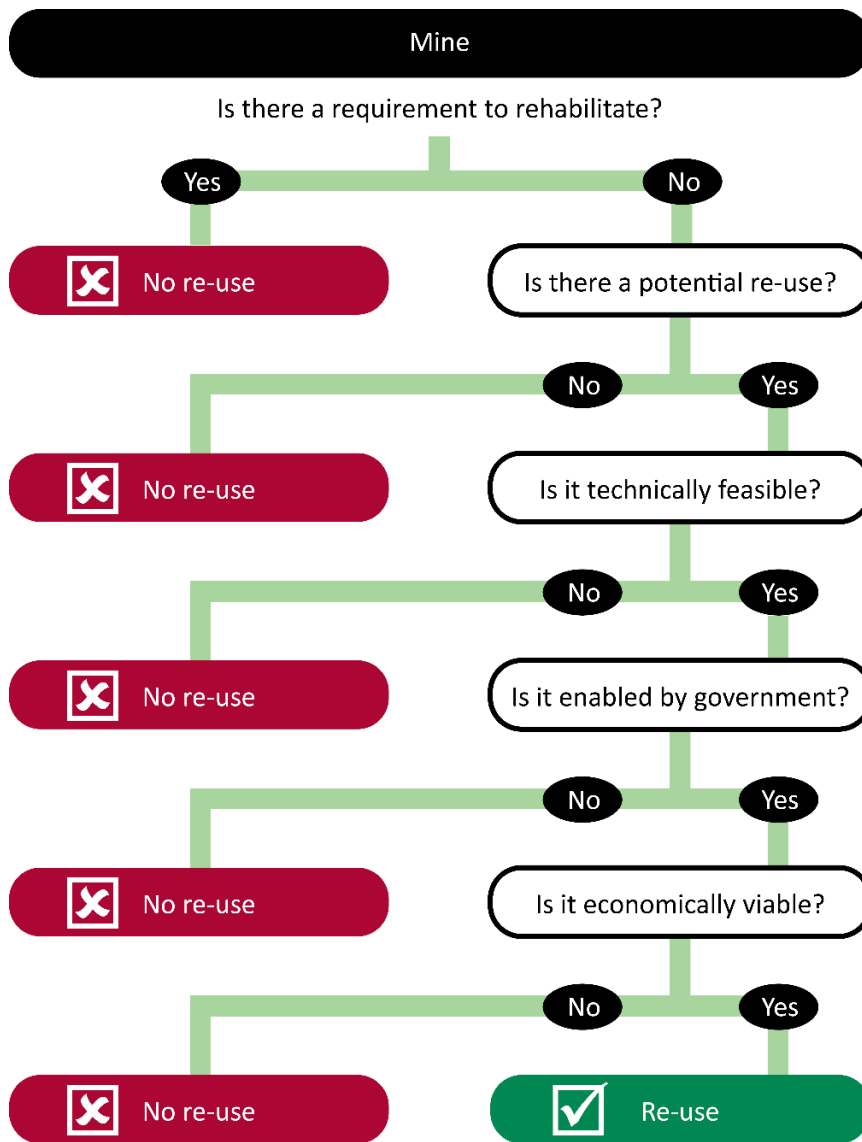 Mine
Is there a requirement to rehabilitate?
Yes
No
No re-use
Is there a potential re-use?
No
Yes
No re-use
Is it technically feasible?
No
Yes
No re-use
Is it enabled by government?
No
Yes
No re-use
Is it economically viable?
No
Yes
No re-use
Re-use